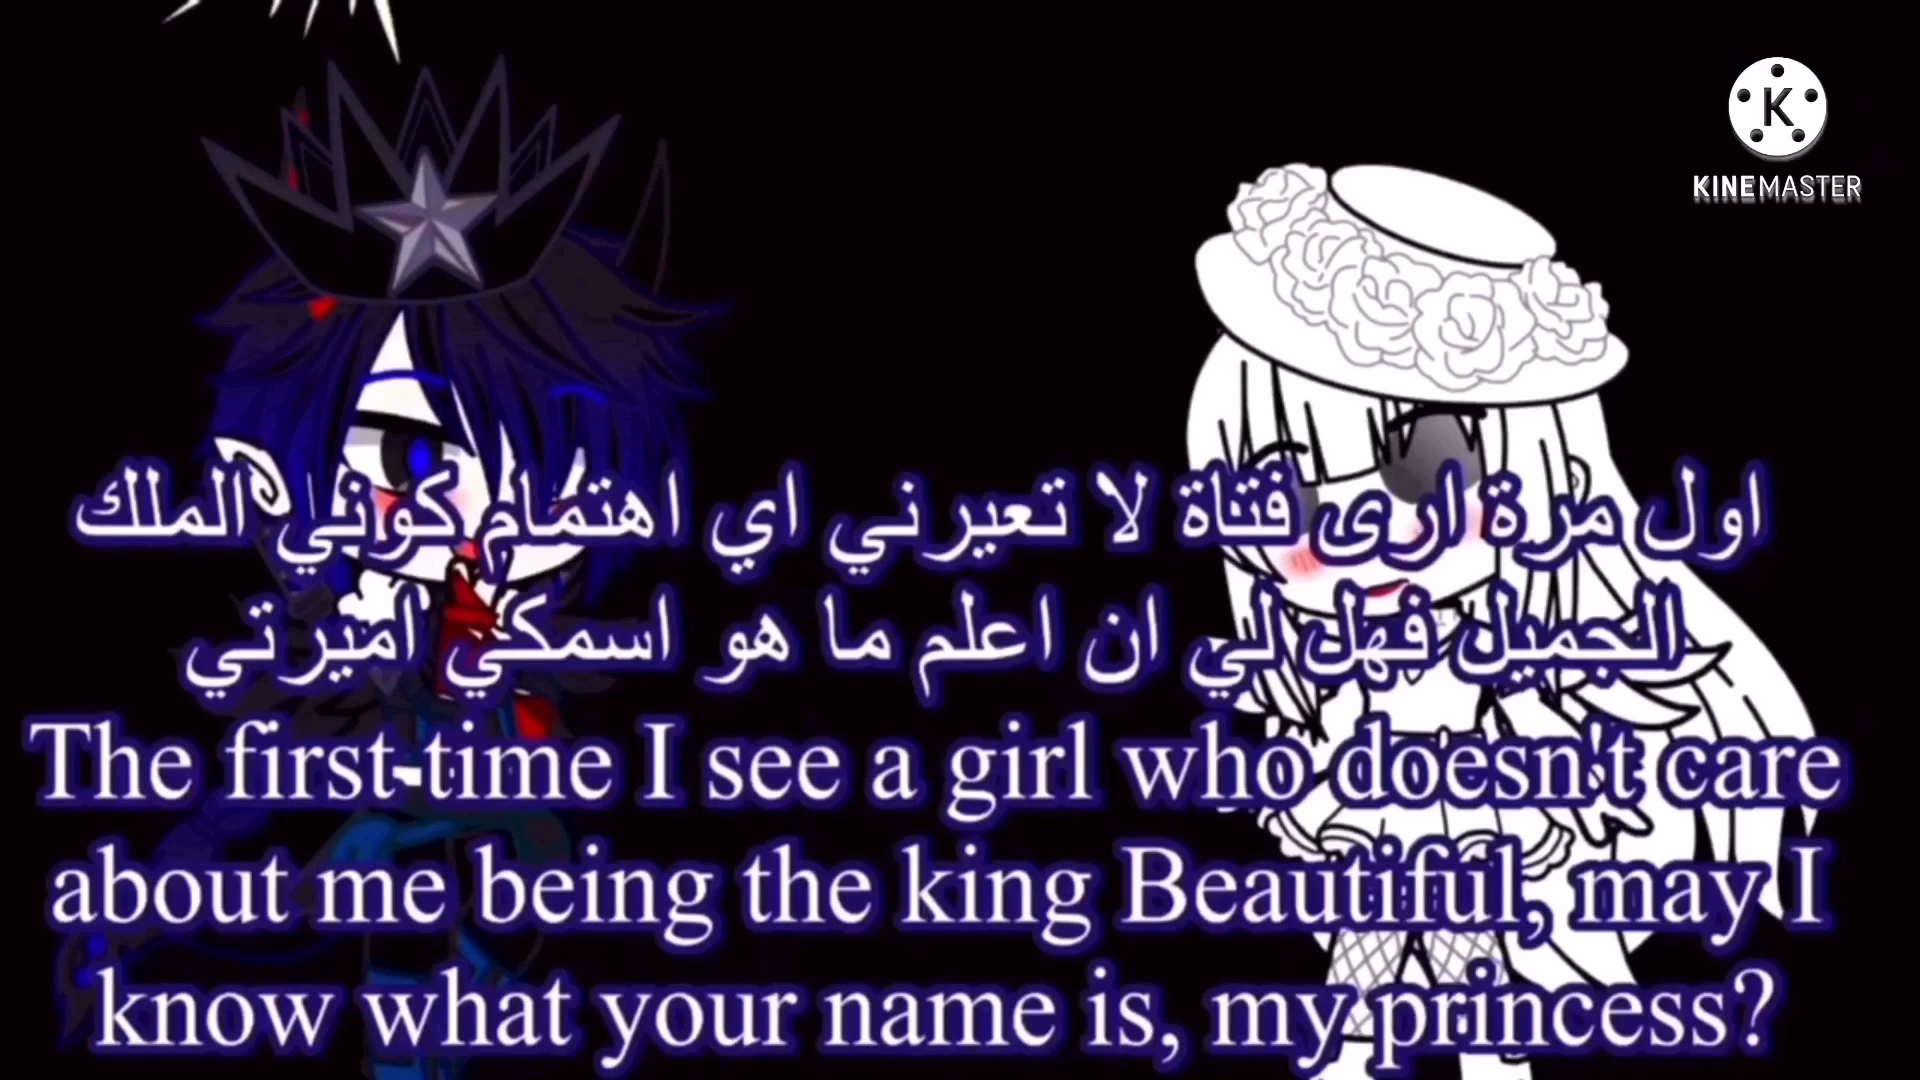 K
KINEMASTER
اول مرة ارى فتاة لا تعيرني اي اهتمام كوني الملك
الجميل فهل لي ان اعلم ما هو اسمكي اميرتي
The first time I see a girl who doesn't care
about me being the king Beautiful, may I
know what your name is, my princess?